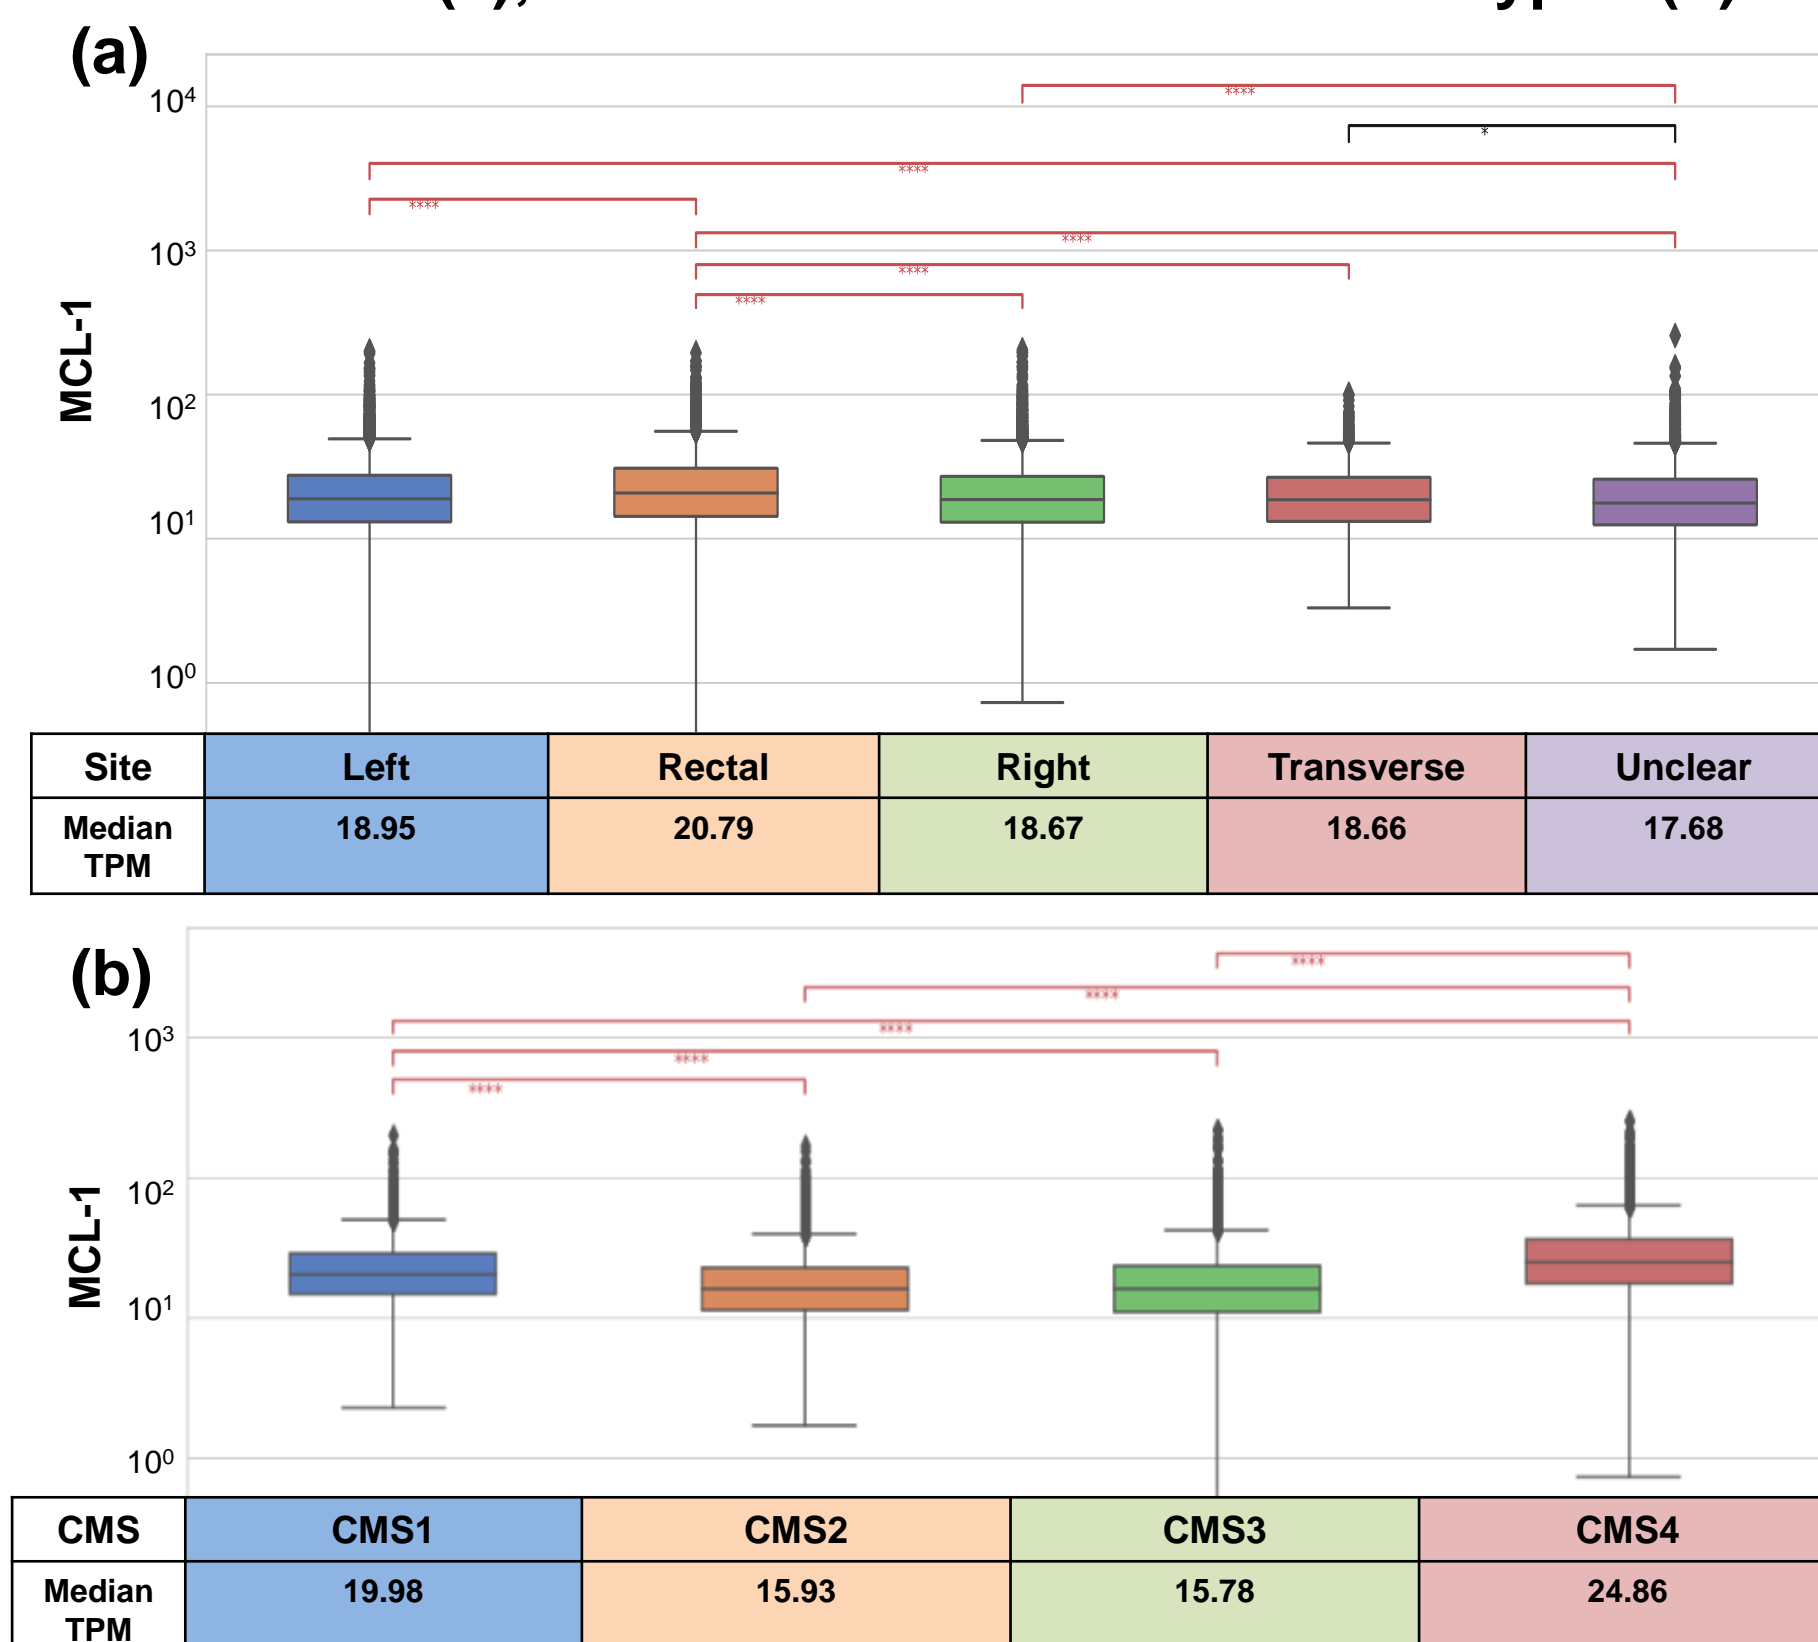 (a)
10⁴
****
*
****
****
10³
****
****
****
MCL-1
10²
10¹
10⁰
Site Left Rectal Right Transverse Unclear
Median TPM 18.95 20.79 18.67 18.66 17.68
(b)
****
****
10³
****
****
****
MCL-1
10²
10¹
10⁰
CMS CMS1 CMS2 CMS3 CMS4
Median TPM 19.98 15.93 15.78 24.86